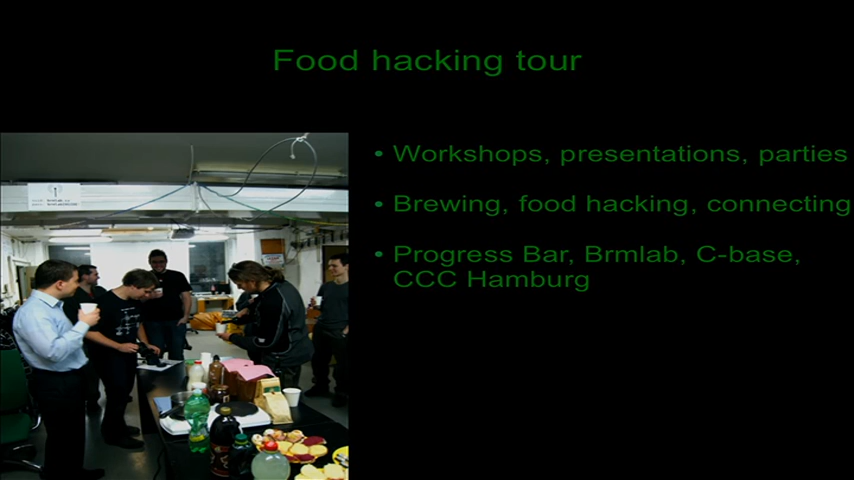 Food hacking tour
• Workshops, presentations, parties
• Brewing, food hacking, connecting
• Progress Bar, Brmlab, C-base,
CCC Hamburg